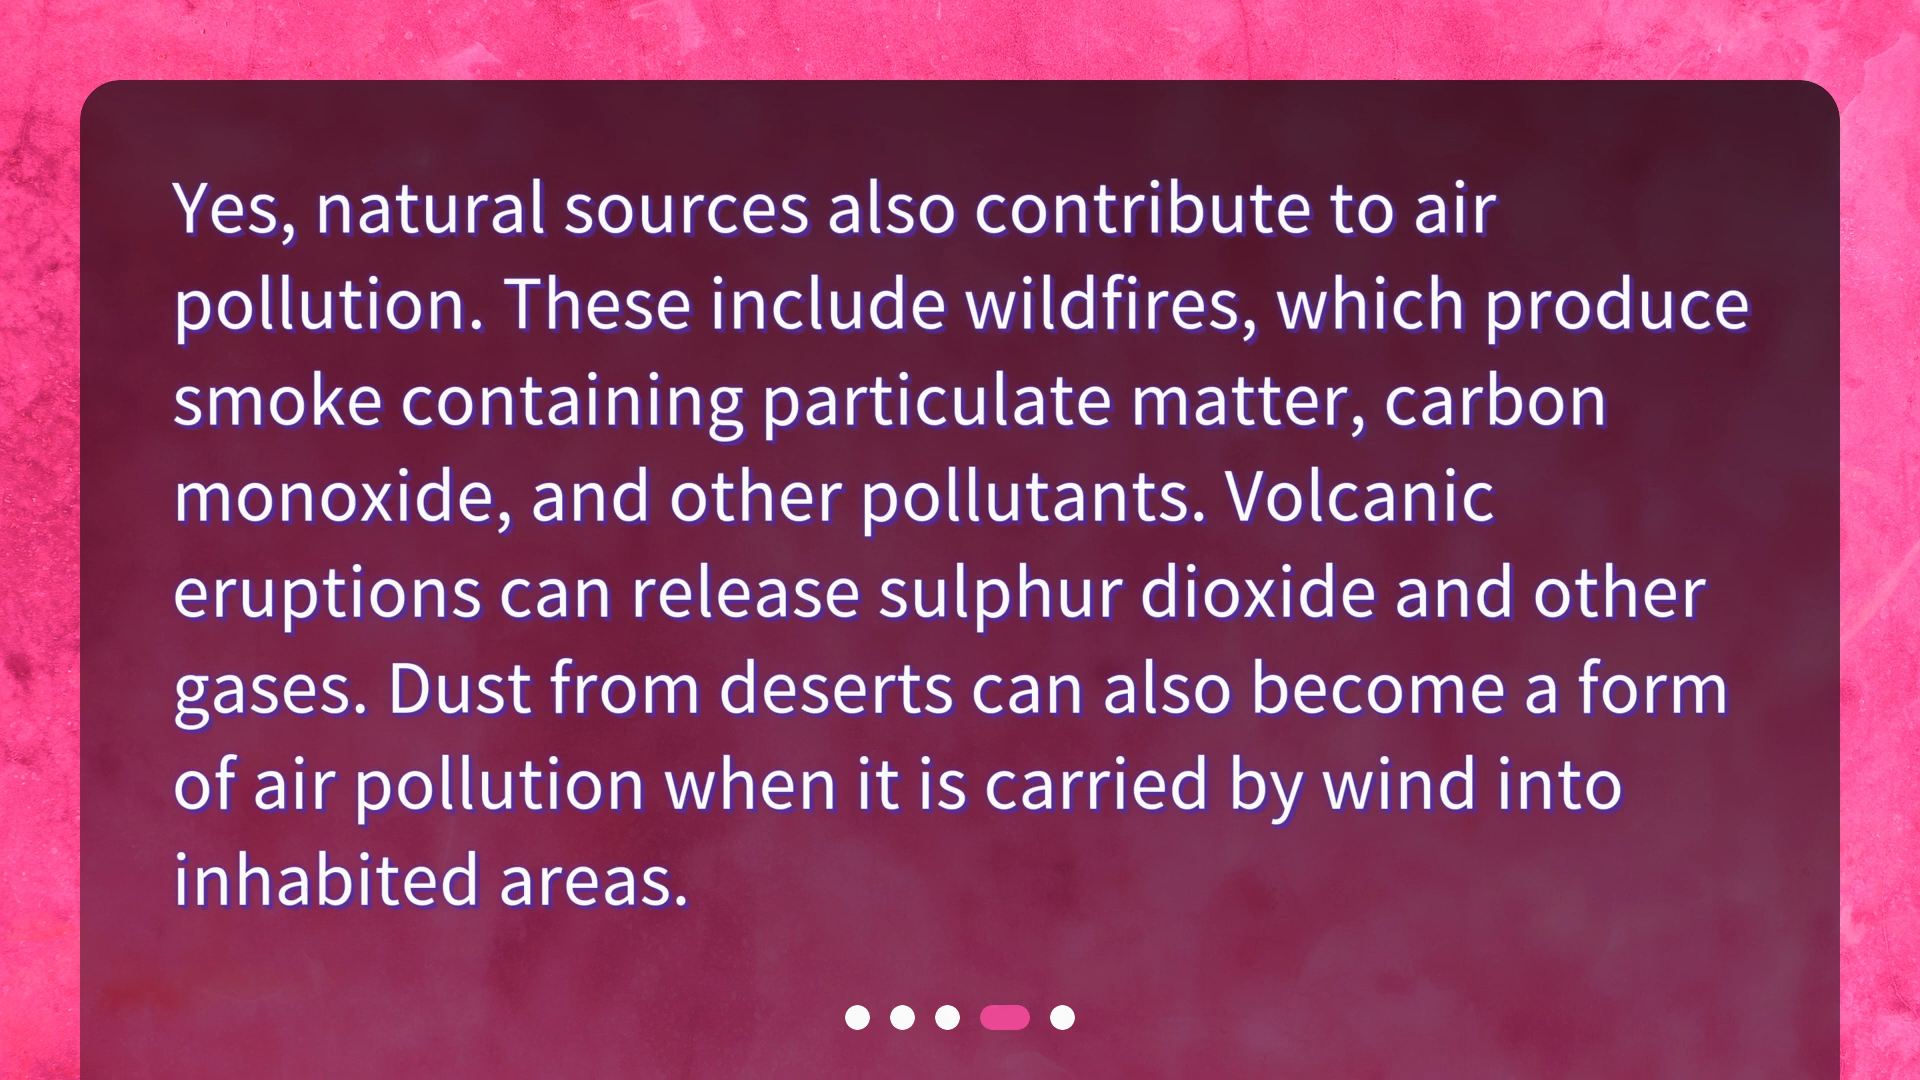 Yes, natural sources also contribute to air
pollution. These include wildfires, which produce
smoke containing particulate matter, carbon
monoxide, and other pollutants. Volcanic
eruptions can release sulphur dioxide and other
gases. Dust from deserts can also become a form
of air pollution when it is carried by wind into
inhabited areas.